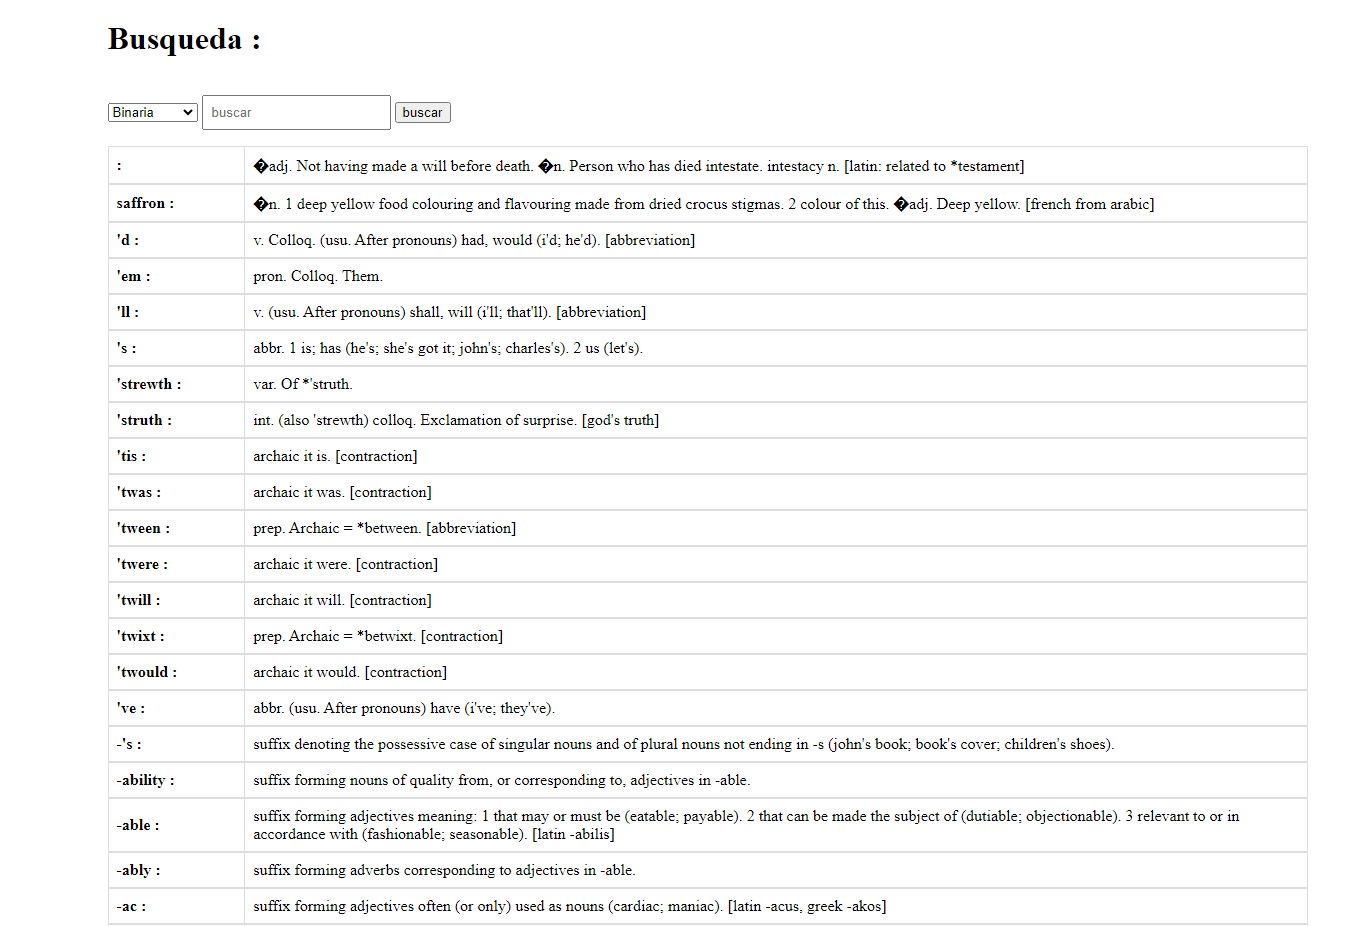 Busqueda :
Binaria buscar buscar
: �adj. Not having made a will before death. �n. Person who has died intestate. intestacy n. [latin: related to *testament]
saffron : �n. 1 deep yellow food colouring and flavouring made from dried crocus stigmas. 2 colour of this. �adj. Deep yellow. [french from arabic]
'd : v. Colloq. (usu. After pronouns) had, would (i'd; he'd). [abbreviation]
'em : pron. Colloq. Them.
'll : v. (usu. After pronouns) shall, will (i'll; that'll). [abbreviation]
's : abbr. 1 is; has (he's; she's got it; john's; charles's). 2 us (let's).
'strewth : var. Of *'struth.
'struth : int. (also 'strewth) colloq. Exclamation of surprise. [god's truth]
'tis : archaic it is. [contraction]
'twas : archaic it was. [contraction]
'tween : prep. Archaic = *between. [abbreviation]
'twere : archaic it were. [contraction]
'twill : archaic it will. [contraction]
'twixt : prep. Archaic = *betwixt. [contraction]
'twould : archaic it would. [contraction]
've : abbr. (usu. After pronouns) have (i've; they've).
-'s : suffix denoting the possessive case of singular nouns and of plural nouns not ending in -s (john's book; book's cover; children's shoes).
-ability : suffix forming nouns of quality from, or corresponding to, adjectives in -able.
-able : suffix forming adjectives meaning: 1 that may or must be (eatable; payable). 2 that can be made the subject of (dutiable; objectionable). 3 relevant to or in
accordance with (fashionable; seasonable). [latin -abilis]
-ably : suffix forming adverbs corresponding to adjectives in -able.
-ac : suffix forming adjectives often (or only) used as nouns (cardiac; maniac). [latin -acus, greek -akos]